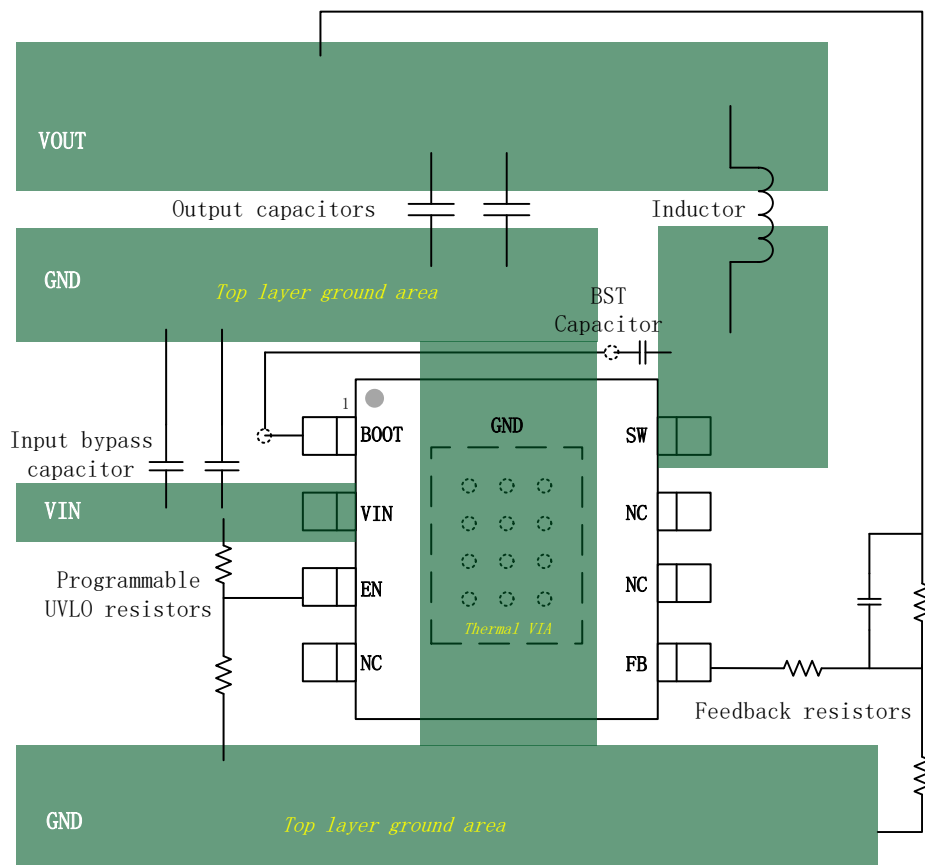 VOUT
Output capacitors
Inductor
GND
Top layer ground area
BST
Capacitor
1
BOOT
GND
SW
Input bypass
capacitor
VIN
VIN
NC
Programmable
UVLO resistors
EN
NC
Thermal VIA
NC
FB
Feedback resistors
GND
Top layer ground area